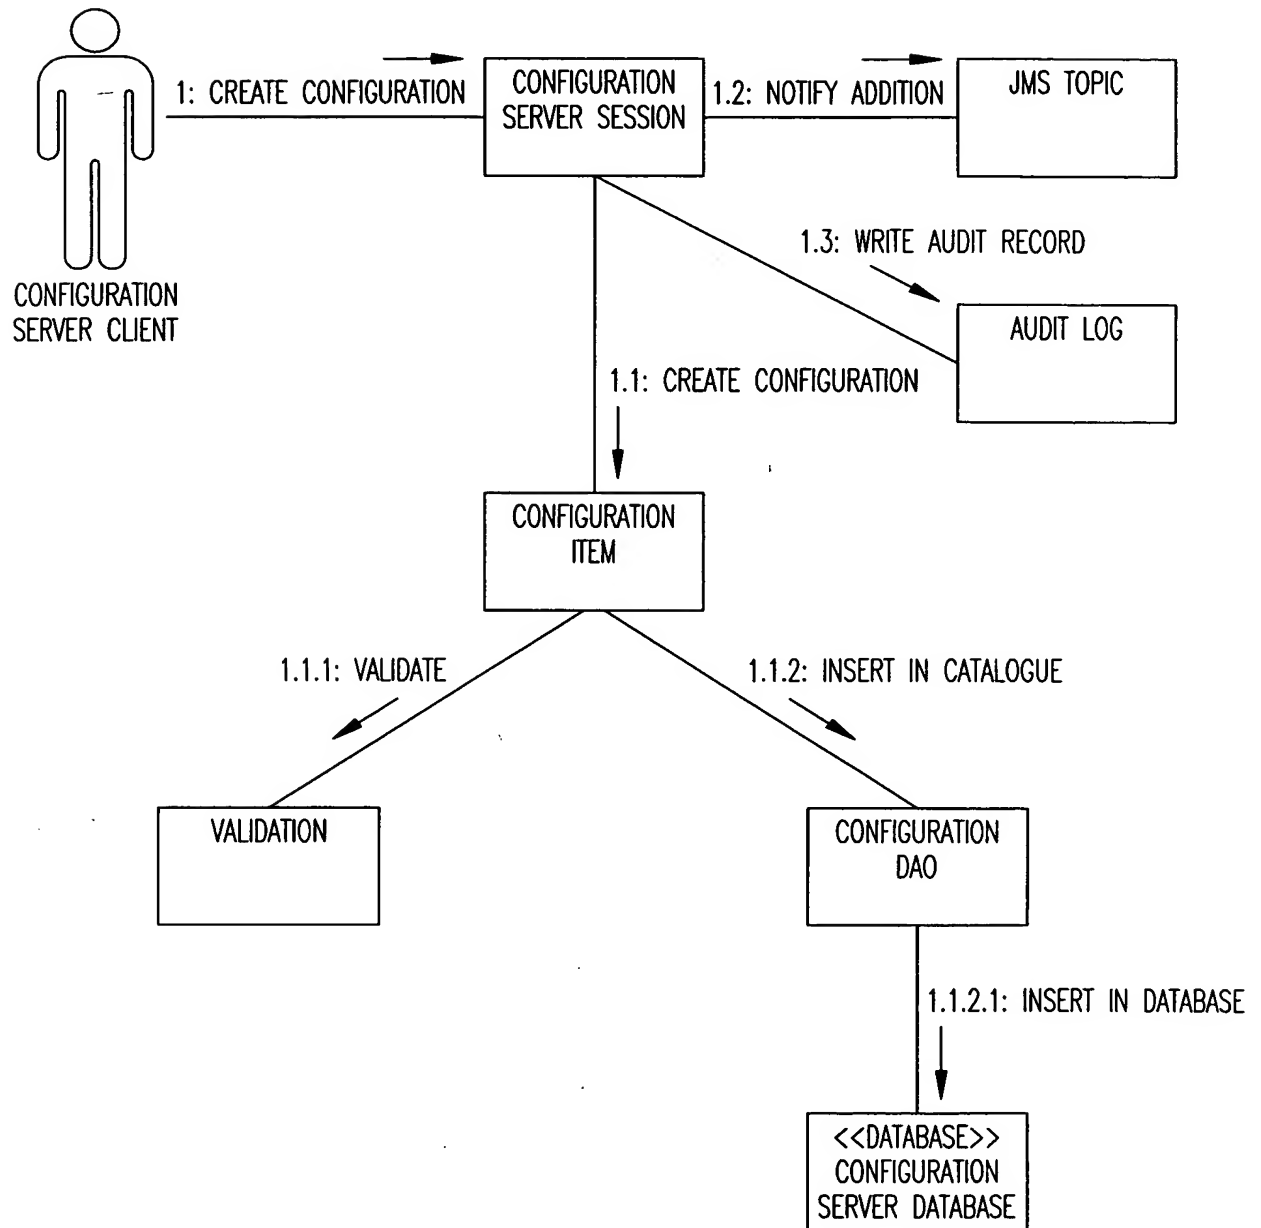 1: CREATE CONFIGURATION
CONFIGURATION
SERVER SESSION
1.2: NOTIFY ADDITION
JMS TOPIC
CONFIGURATION
SERVER CLIENT
1.3: WRITE AUDIT RECORD
AUDIT LOG
1.1: CREATE CONFIGURATION
CONFIGURATION
ITEM
1.1.1: VALIDATE
1.1.2: INSERT IN CATALOGUE
VALIDATION
CONFIGURATION
DAO
1.1.2.1: INSERT IN DATABASE
<<DATABASE>>
CONFIGURATION
SERVER DATABASE